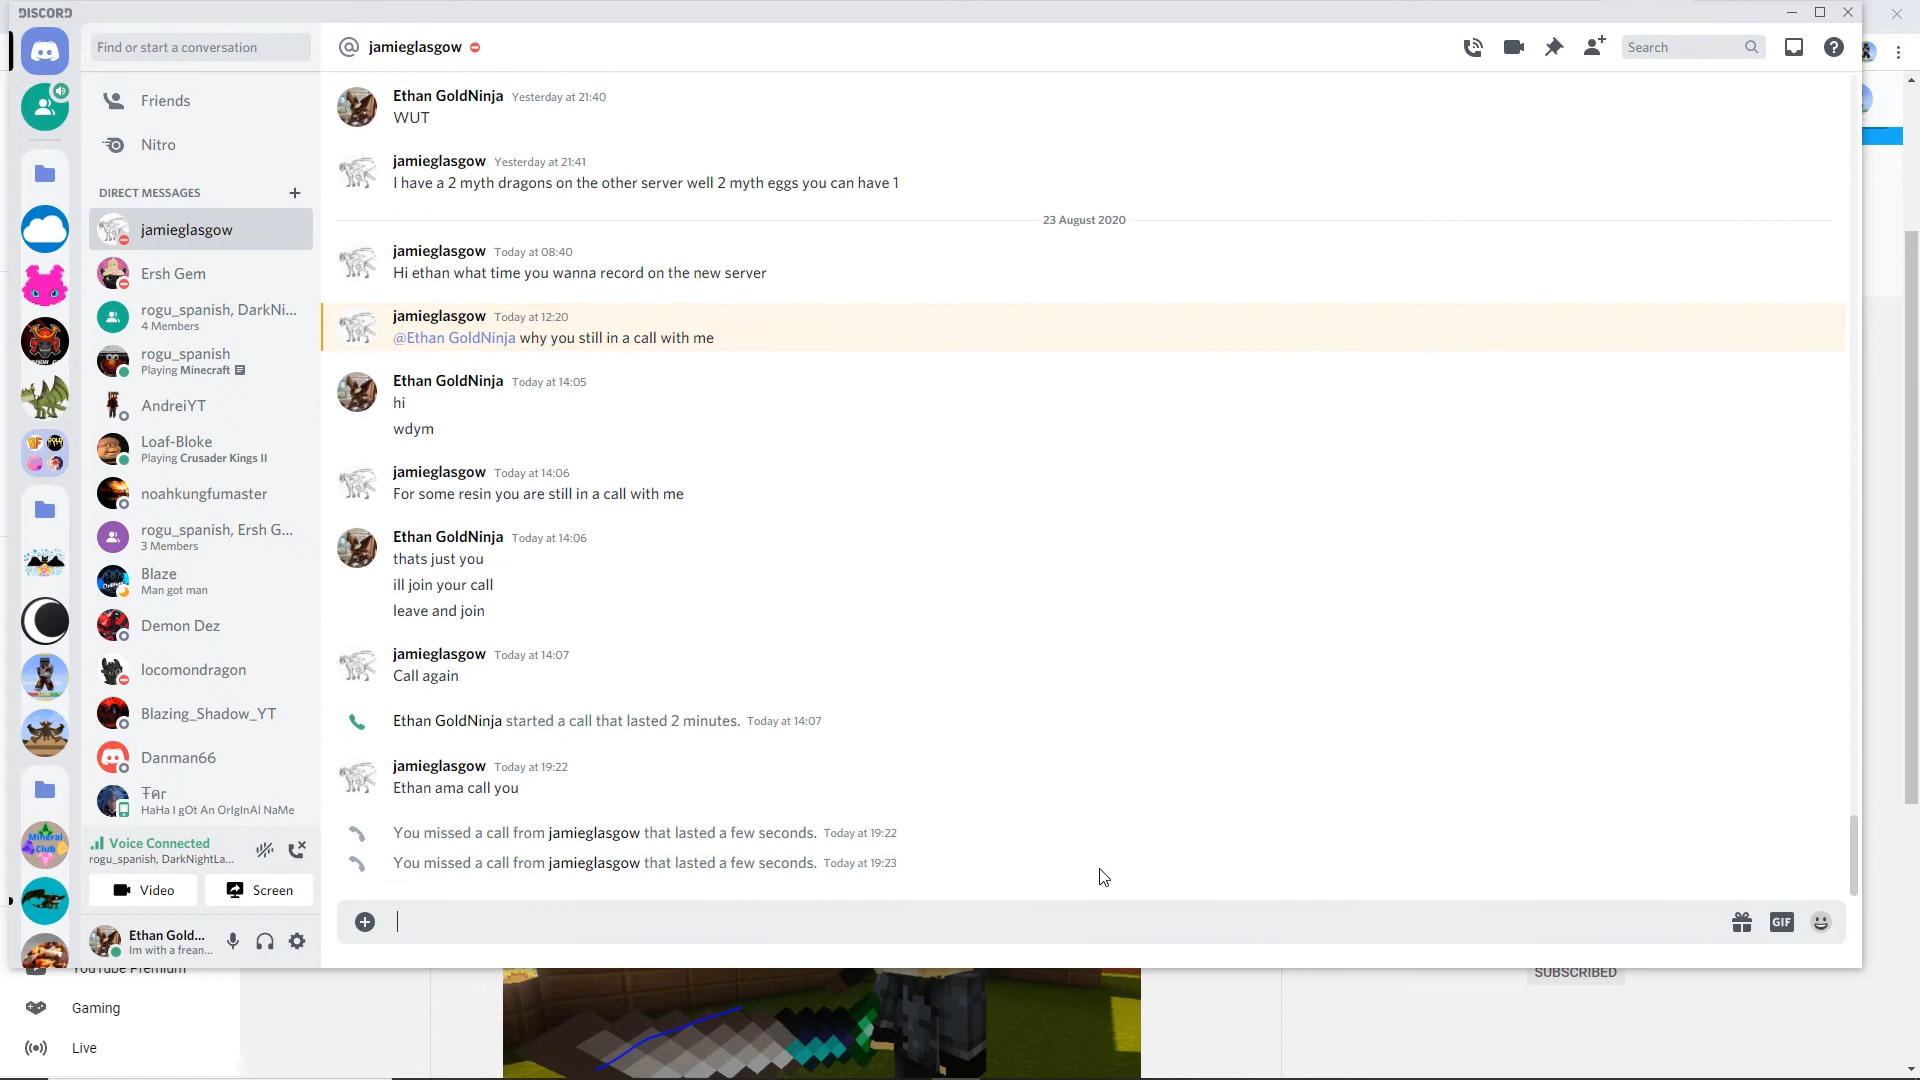 DISCORD
Find or start a conversation
Friends
Nitro
DIRECT MESSAGES
jamieglasgow
Ersh Gem
rogu_spanish, DarkNi...
4 Members
rogu_spanish
Playing Minecraft
AndreiYT
Loaf-Bloke
Playing Crusader Kings II
noahkungfumaster
rogu_spanish, Ersh G...
3 Members
Blaze
Man got man
Demon Dez
locomondragon
Blazing_Shadow_YT
Danman66
HaHa I gOt An OrIgInAl NaMe
Voice Connected
rogu_spanish, DarkNightLa...
Video
Screen
Ethan Gold...
Im with a frean...
Mineral
Club
jamieglasgow
Search
Ethan GoldNinja Yesterday at 21:40
WUT
jamieglasgow Yesterday at 21:41
I have a 2 myth dragons on the other server well 2 myth eggs you can have 1
23 August 2020
jamieglasgow Today at 08:40
Hi ethan what time you wanna record on the new server
jamieglasgow Today at 12:20
@Ethan GoldNinja why you still in a call with me
Ethan GoldNinja Today at 14:05
hi
wdym
jamieglasgow Today at 14:06
For some resin you are still in a call with me
Ethan GoldNinja Today at 14:06
thats just you
ill join your call
leave and join
jamieglasgow Today at 14:07
Call again
Ethan GoldNinja started a call that lasted 2 minutes. Today at 14:07
jamieglasgow Today at 19:22
Ethan ama call you
You missed a call from jamieglasgow that lasted a few seconds. Today at 19:22
You missed a call from jamieglasgow that lasted a few seconds. Today at 19:23
GIF
YouTube Premium
Gaming
Live
SUBSCRIBED